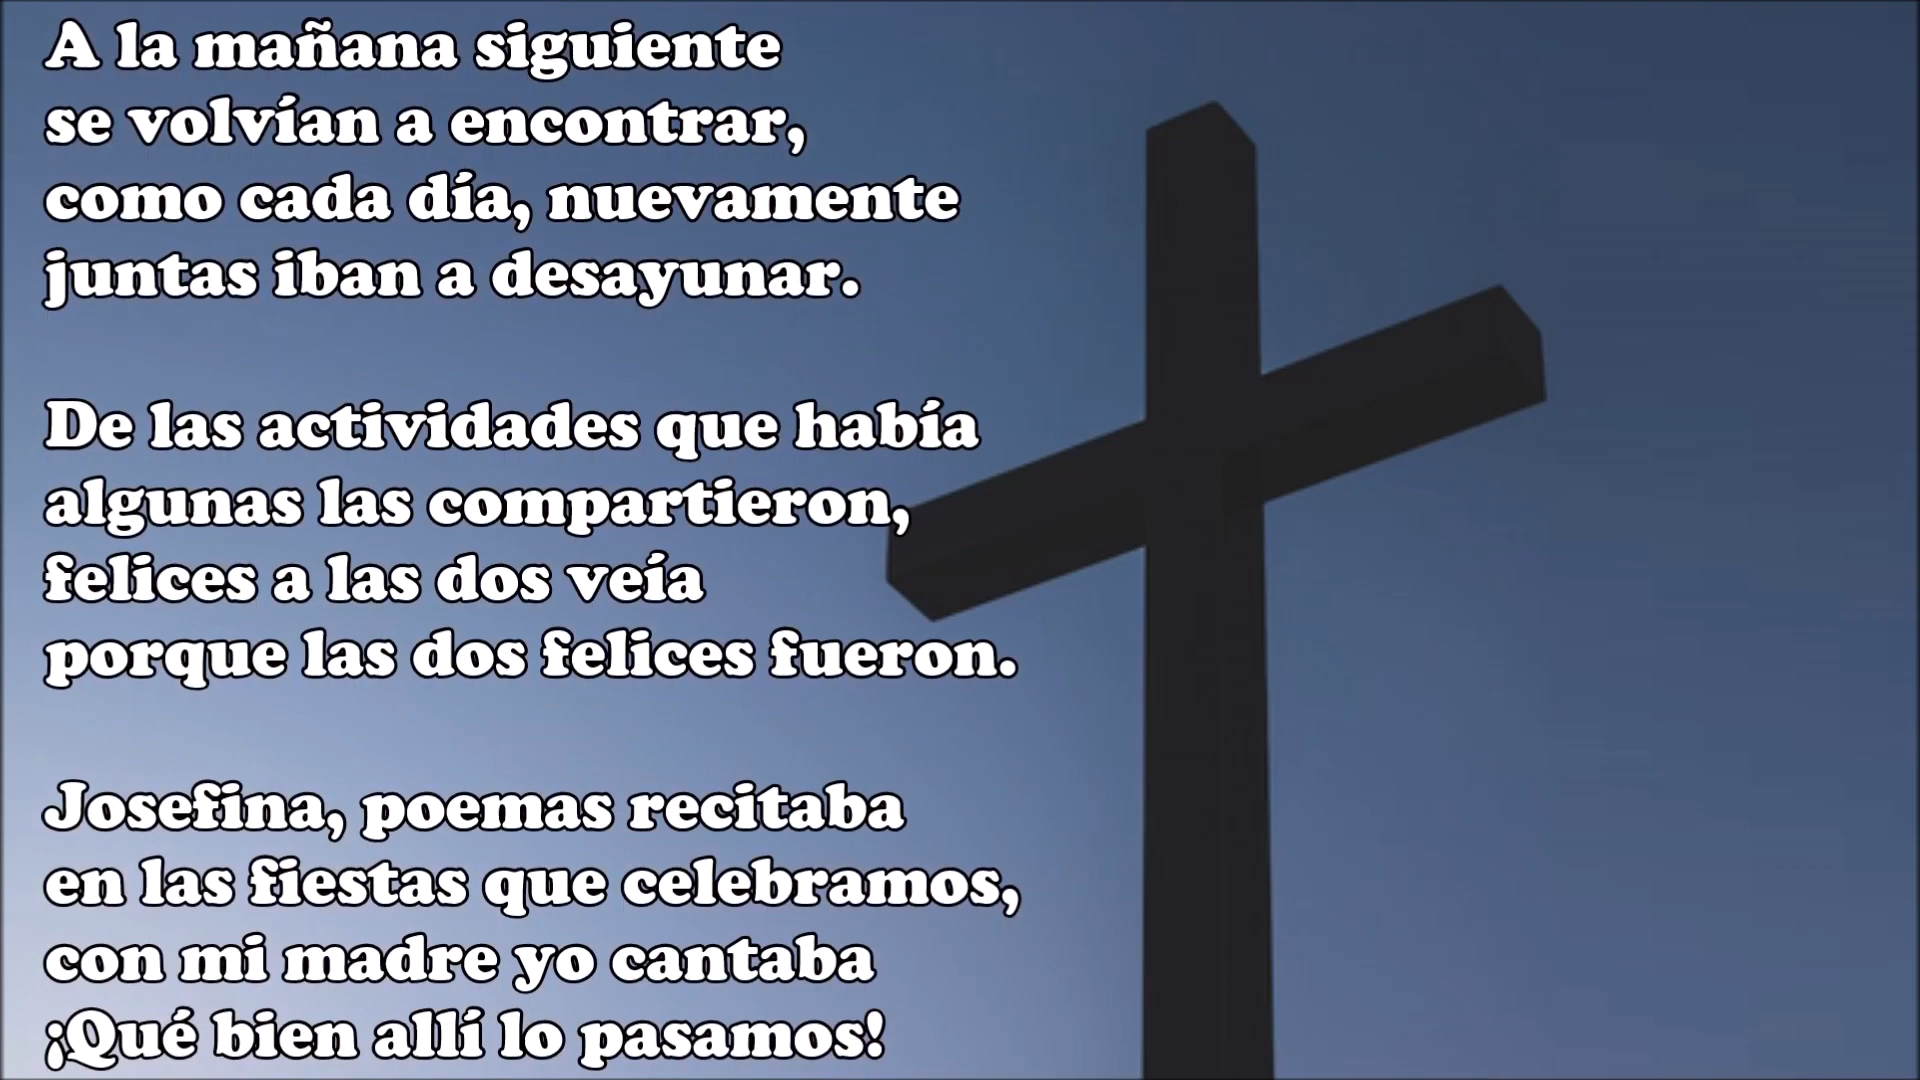 A la mañana siguiente
se volvían a encontrar,
como cada día, nuevamente
juntas iban a desayunar.
De las actividades que había
algunas las compartieron,
felices a las dos veía
porque las dos felices fueron.
Josefina, poemas recitaba
en las fiestas que celebramos,
con mi madre yo cantaba
¡Qué bien allí lo pasamos!